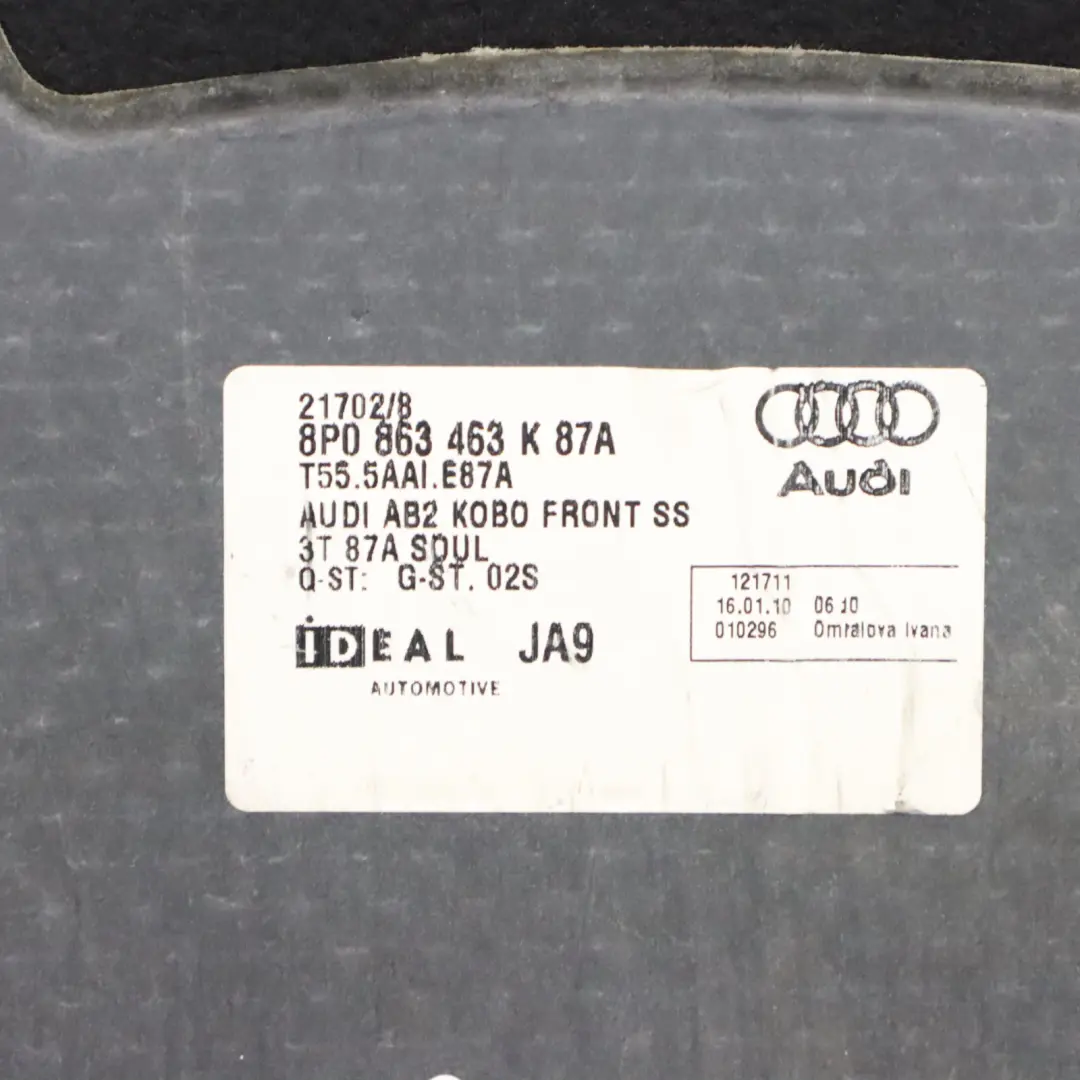 21702/8
8P0 863 463 K 87A
T55.5AAI.E87A
AUDI AB2 KOBO FRONT SS
3T 87A SOUL
Q-ST: G-ST. 02S
IDEAL JA9
AUTOMOTIVE
Audi
121711
16.01.10 06
010296 Omralova Ivana